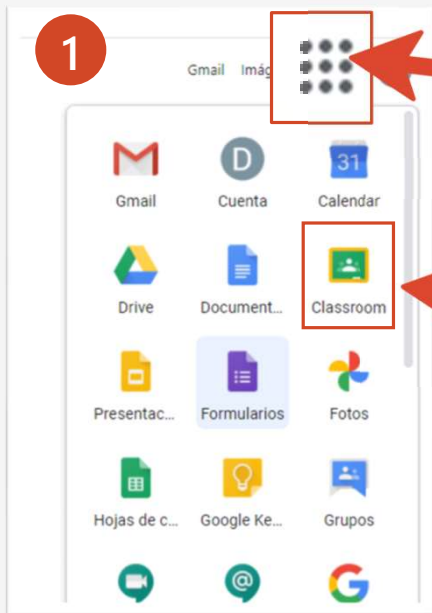 1
Gmail Imág
31
D
Gmail Cuenta Calendar
Drive Document... Classroom
Presentac... Formularios Fotos
Hojas de c... Google Ke... Grupos
@
G